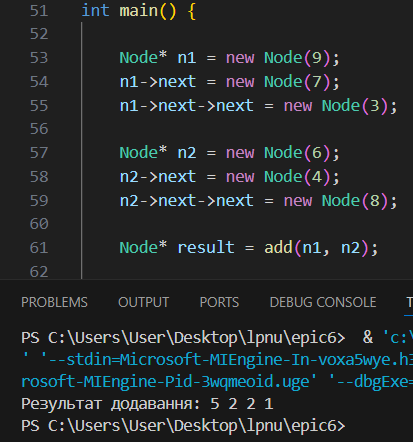 51 int main() {
52
53 Node* n1 = new Node(9);
54 n1->next = new Node(7);
55 n1->next->next = new Node(3);
56
57 Node* n2 = new Node(6);
58 n2->next = new Node(4);
59 n2->next->next = new Node(8);
60
61 Node* result = add(n1, n2);
62
PROBLEMS OUTPUT PORTS DEBUG CONSOLE T
PS C:\Users\User\Desktop\lpnu\epic6> & 'c:\
' '--stdin=Microsoft-MIEngine-In-voxa5wye.h3
rosoft-MIEngine-Pid-3wqmeoid.uge' '--dbgExe=
Результат додавання: 5 2 2 1
PS C:\Users\User\Desktop\lpnu\epic6>